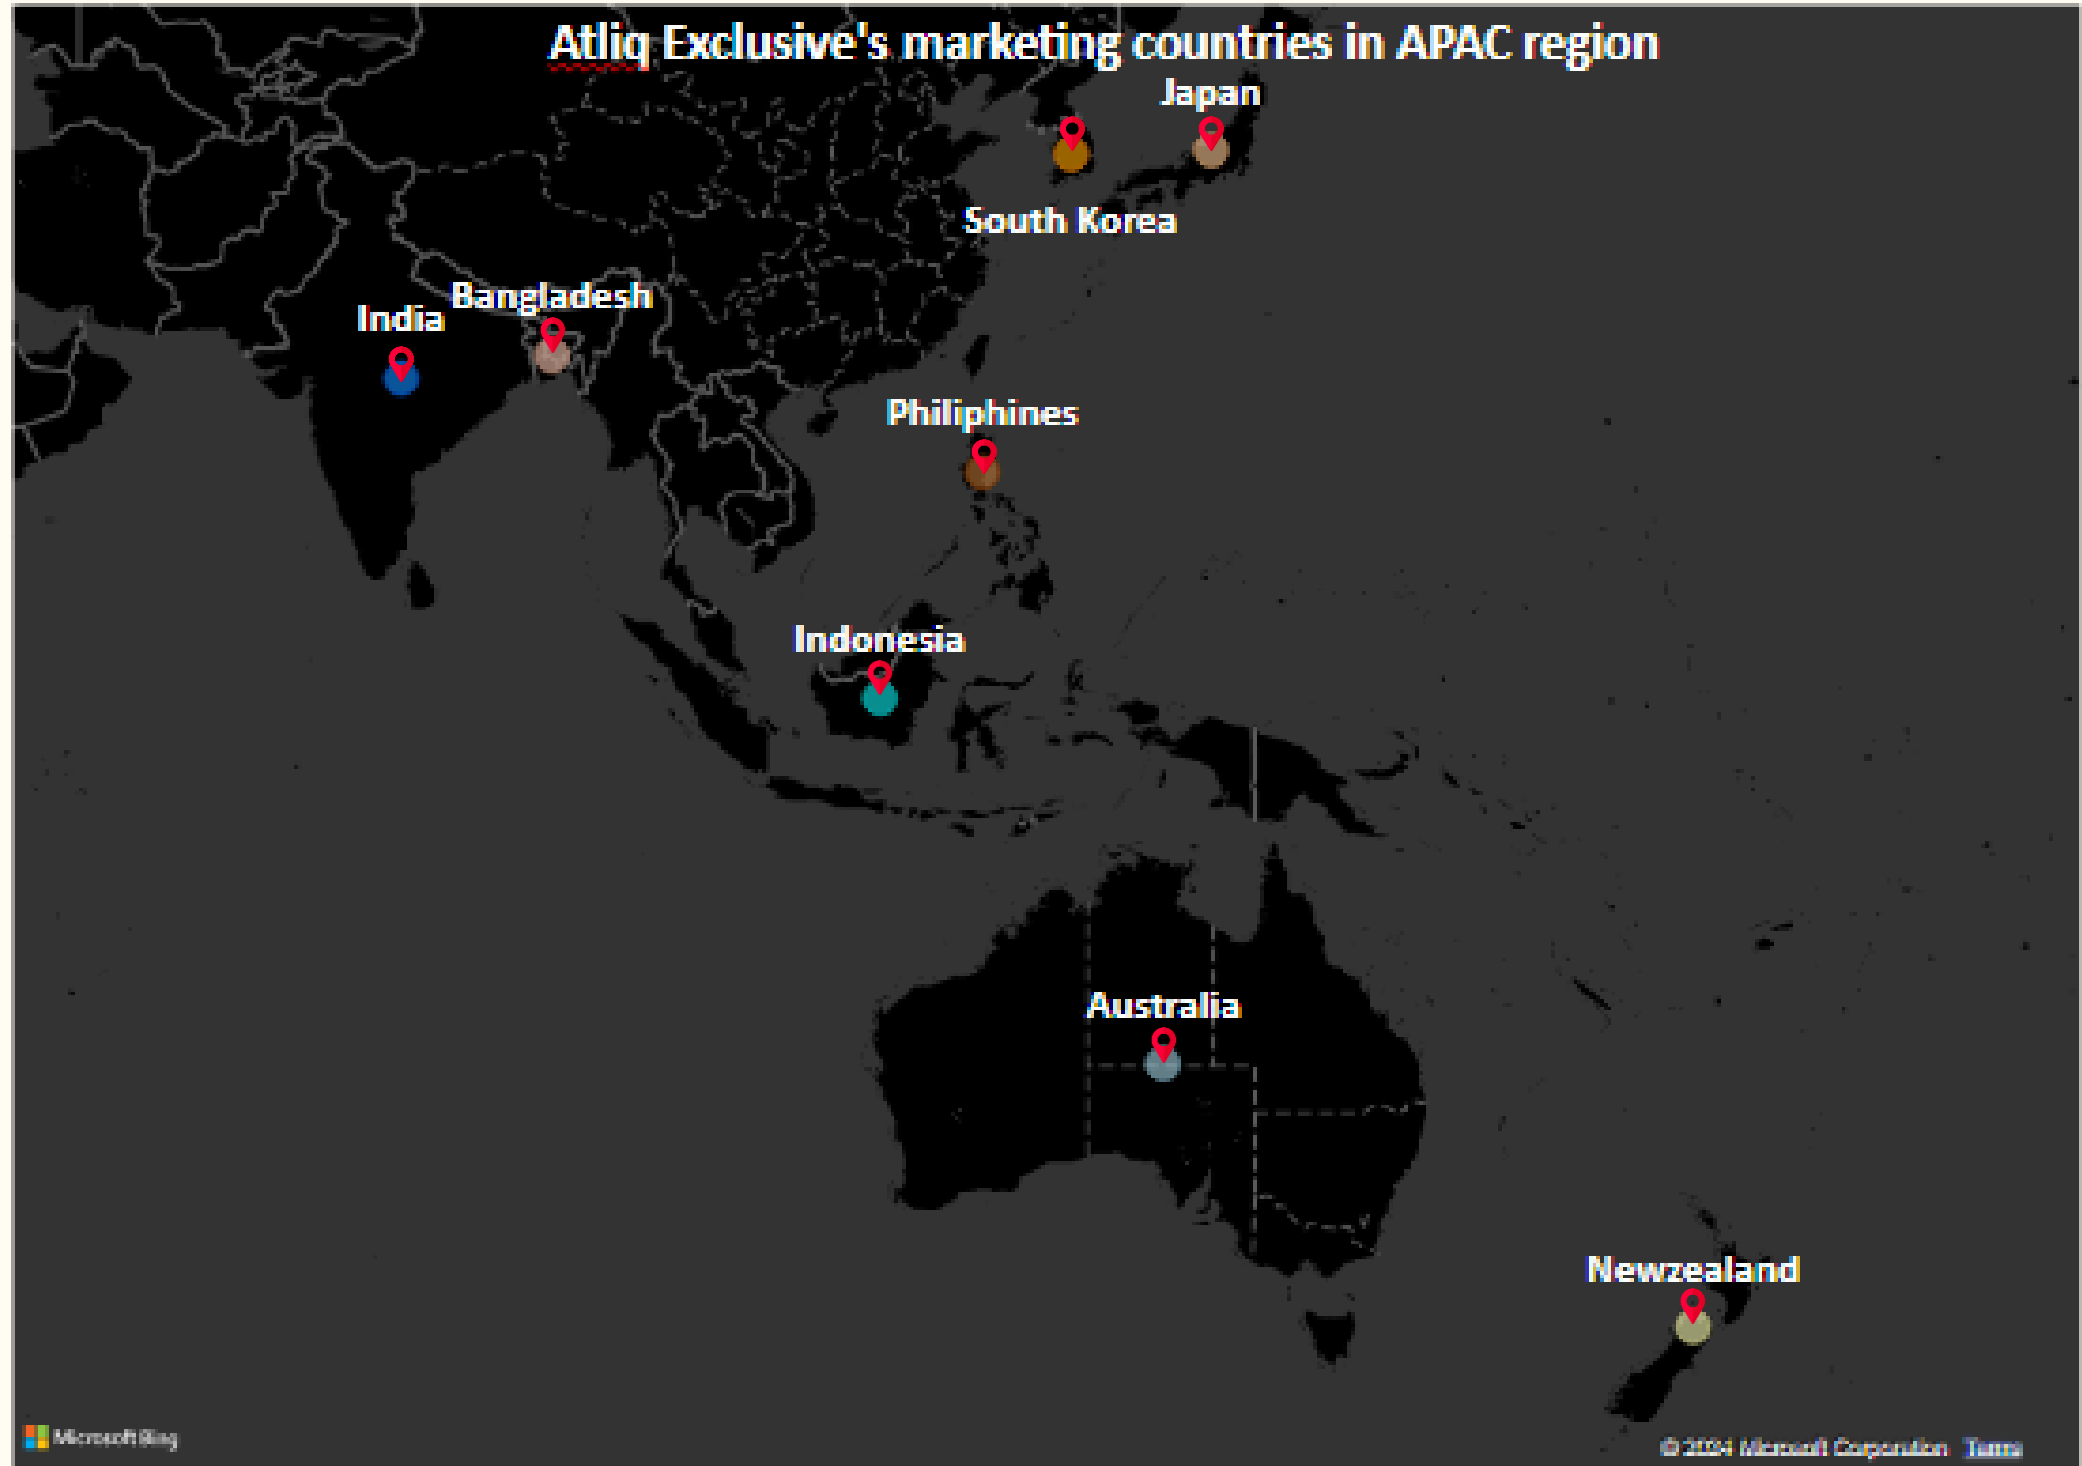 Atliq Exclusive's marketing countries in APAC region
Japan
South Korea
Bangladesh
India
Philiphines
Indonesia
Australia
Newzealand
Microsoft Bing
© 2024 Microsoft Corporation Terms